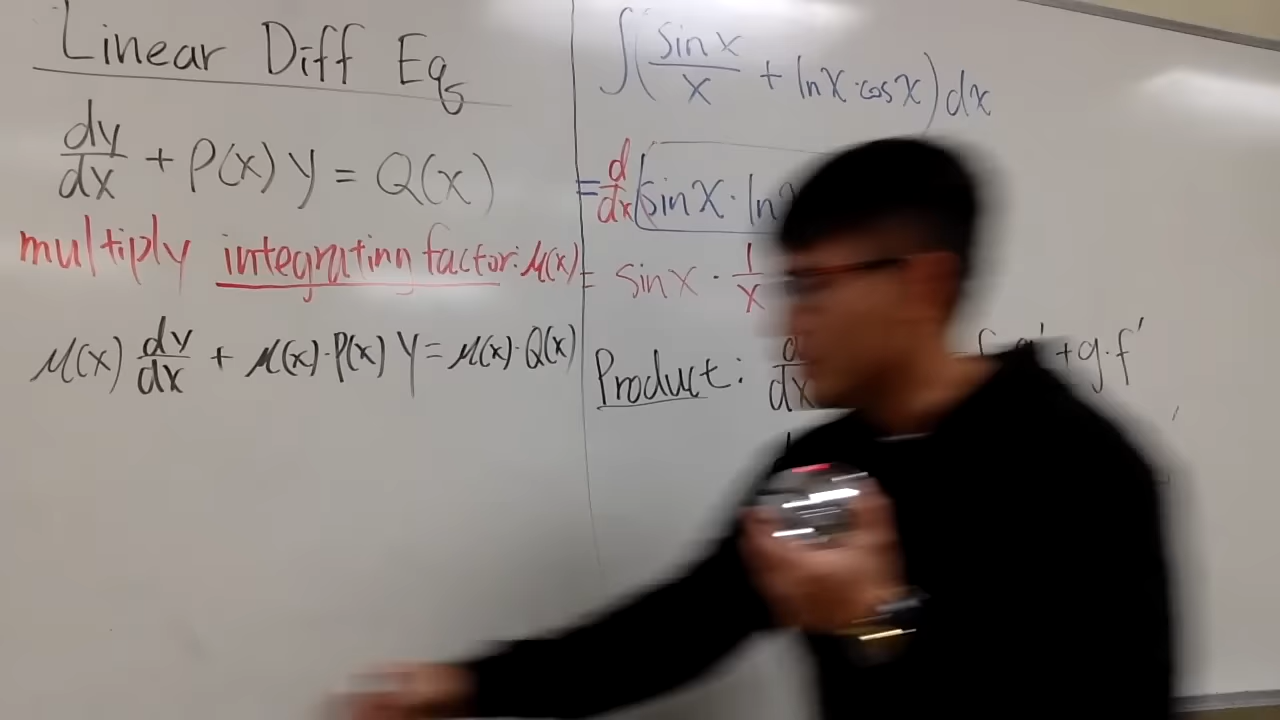 Linear Diff Eqs
dy/dx + P(x) y = Q(x)
multiply integrating factor: μ(x)
μ(x) dy/dx + μ(x)·P(x) y = μ(x)·Q(x)
∫(sin x/x + ln x·cos x) dx
= d/dx(sin x · ln
= sin x · 1/x
Product: d/dx +g·f'